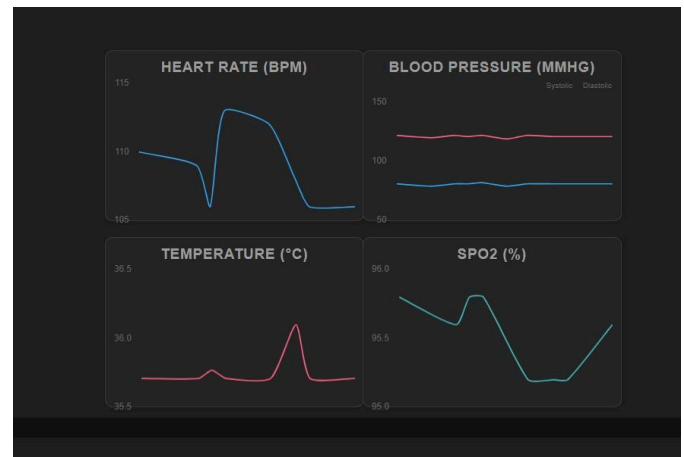 HEART RATE (BPM)
115
110
105
BLOOD PRESSURE (MMHG)
Systolic Diastolic
150
100
50
TEMPERATURE (°C)
36.5
36.0
35.5
SPO2 (%)
96.0
95.5
95.0